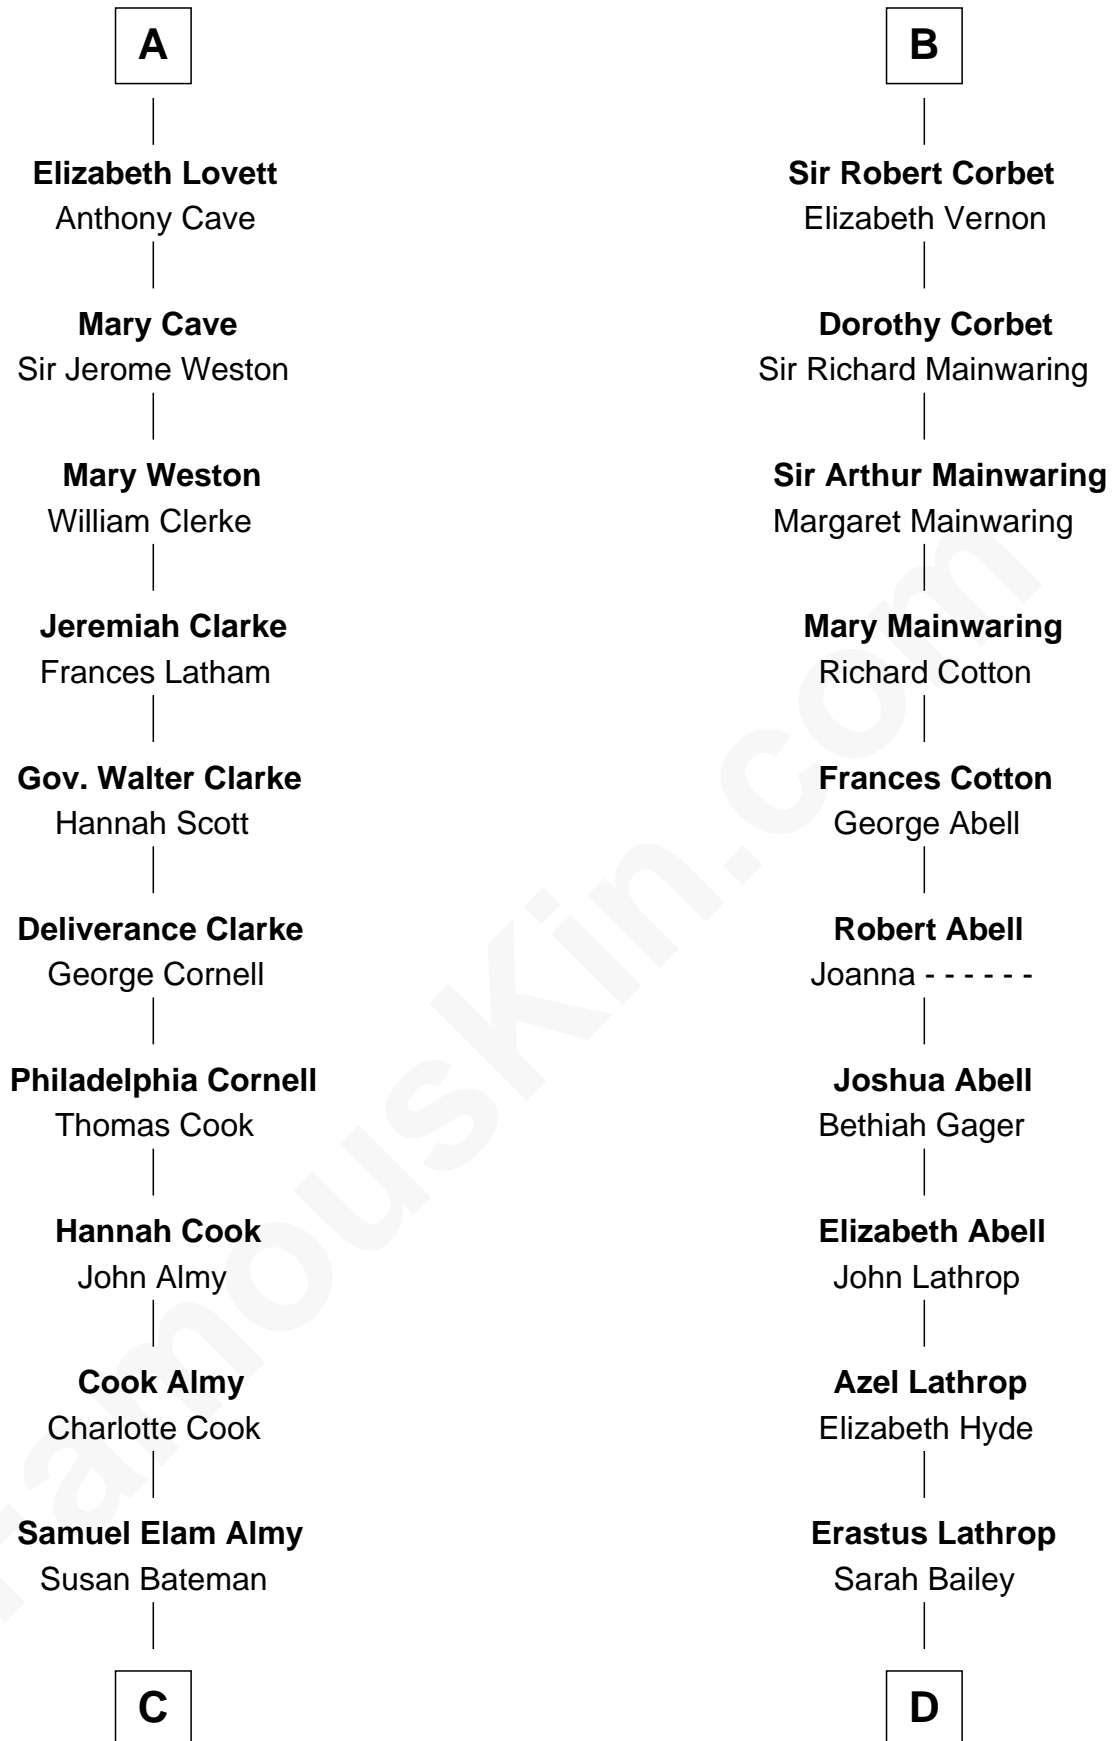 A
Elizabeth Lovett
Anthony Cave
Mary Cave
Sir Jerome Weston
Mary Weston
William Clerke
Jeremiah Clarke
Frances Latham
Gov. Walter Clarke
Hannah Scott
Deliverance Clarke
George Cornell
Philadelphia Cornell
Thomas Cook
Hannah Cook
John Almy
Cook Almy
Charlotte Cook
Samuel Elam Almy
Susan Bateman
C
B
Sir Robert Corbet
Elizabeth Vernon
Dorothy Corbet
Sir Richard Mainwaring
Sir Arthur Mainwaring
Margaret Mainwaring
Mary Mainwaring
Richard Cotton
Frances Cotton
George Abell
Robert Abell
Joanna - - - - - -
Joshua Abell
Bethiah Gager
Elizabeth Abell
John Lathrop
Azel Lathrop
Elizabeth Hyde
Erastus Lathrop
Sarah Bailey
D
FamousKin.com